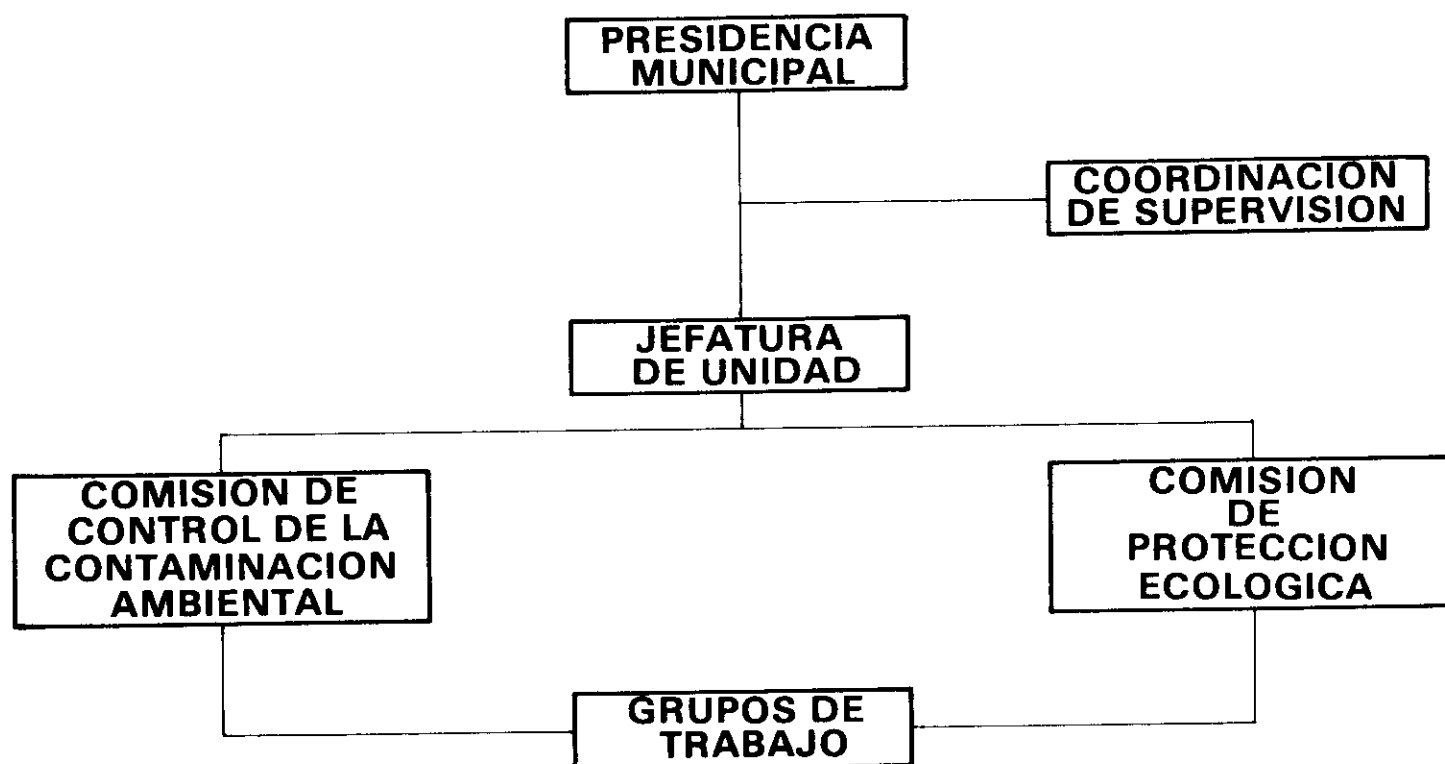 PRESIDENCIA
MUNICIPAL
COORDINACION
DE SUPERVISION
JEFATURA
DE UNIDAD
COMISION DE
CONTROL DE LA
CONTAMINACION
AMBIENTAL
COMISION
DE
PROTECCION
ECOLOGICA
GRUPOS DE
TRABAJO